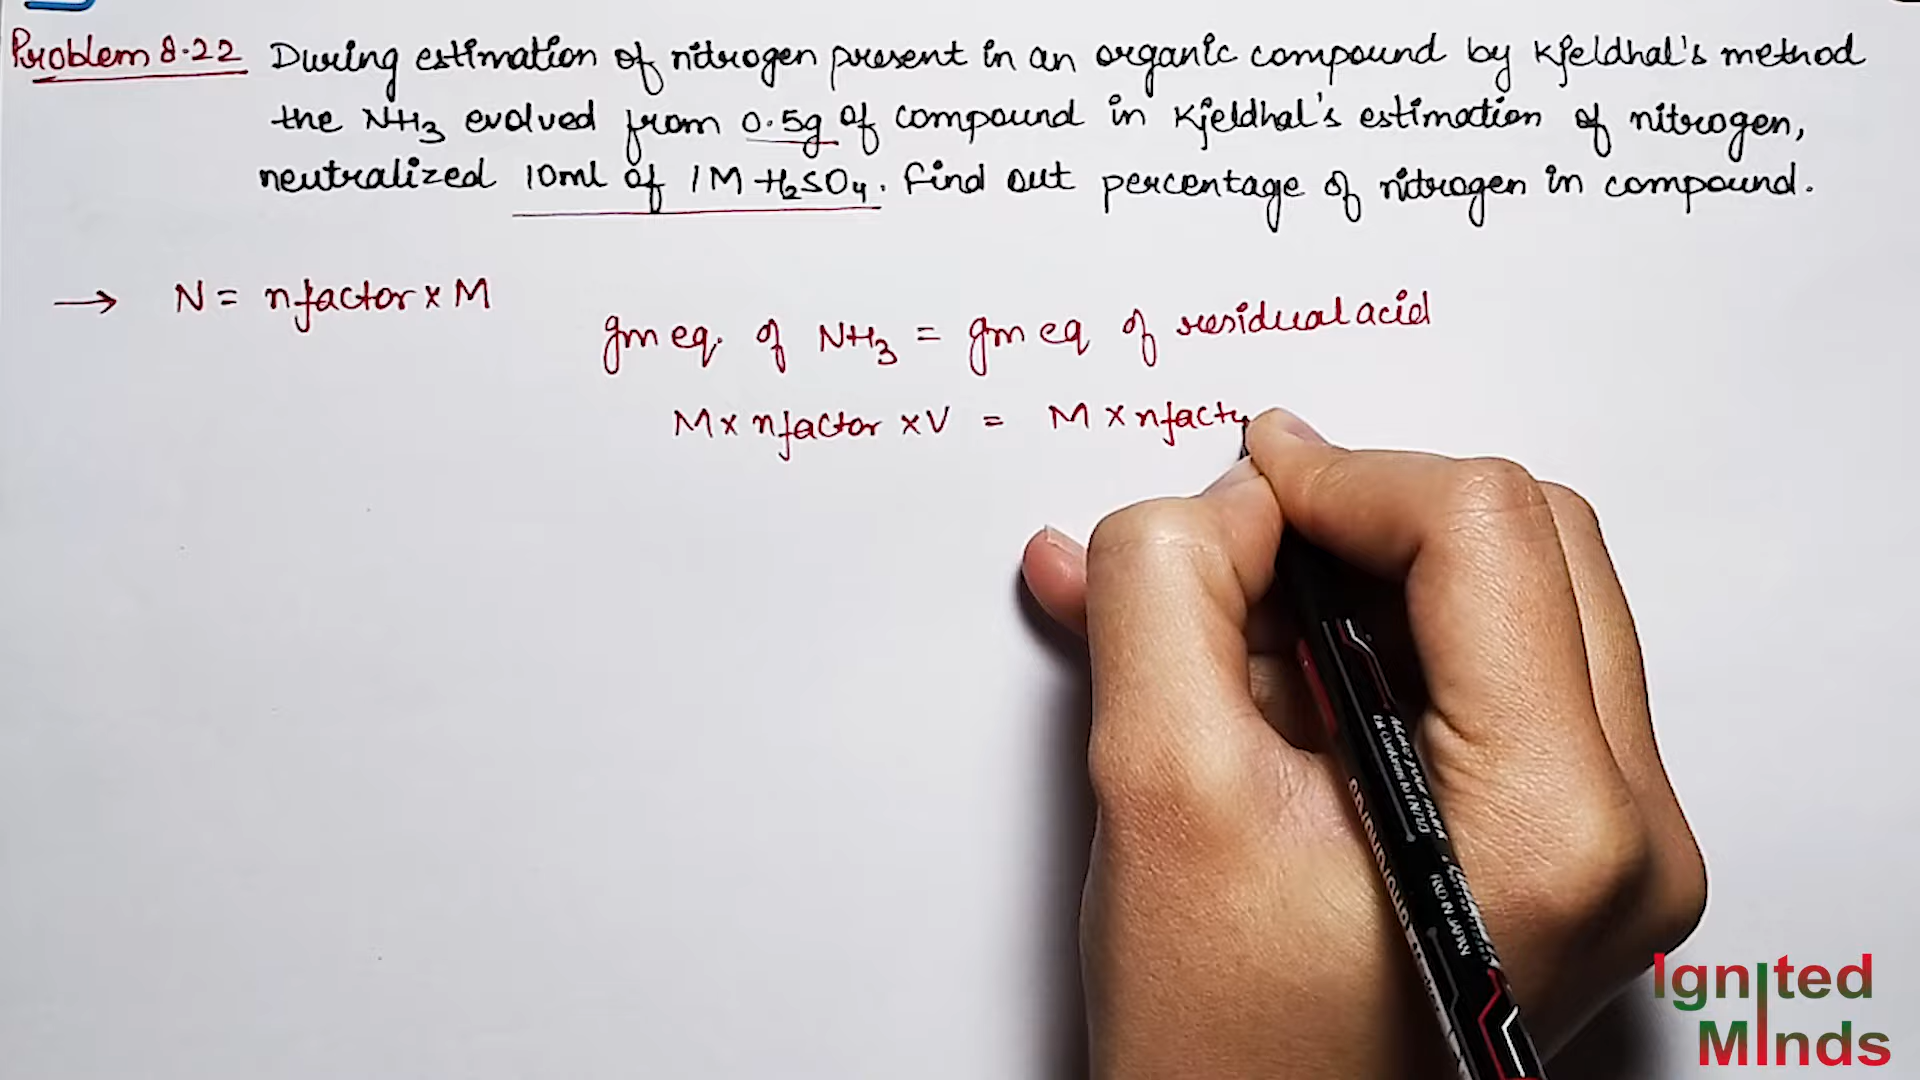 Problem 8.22 During estimation of nitrogen present in an organic compound by Kjeldhal's method
the NH3 evolved from 0.5g of compound in Kjeldhal's estimation of nitrogen,
neutralized 10ml of 1M H2SO4. Find out percentage of nitrogen in compound.
→ N = nfactor × M
gm eq. of NH3 = gm eq of residual acid
M × nfactor × V = M × nfacto
Ignited
Minds